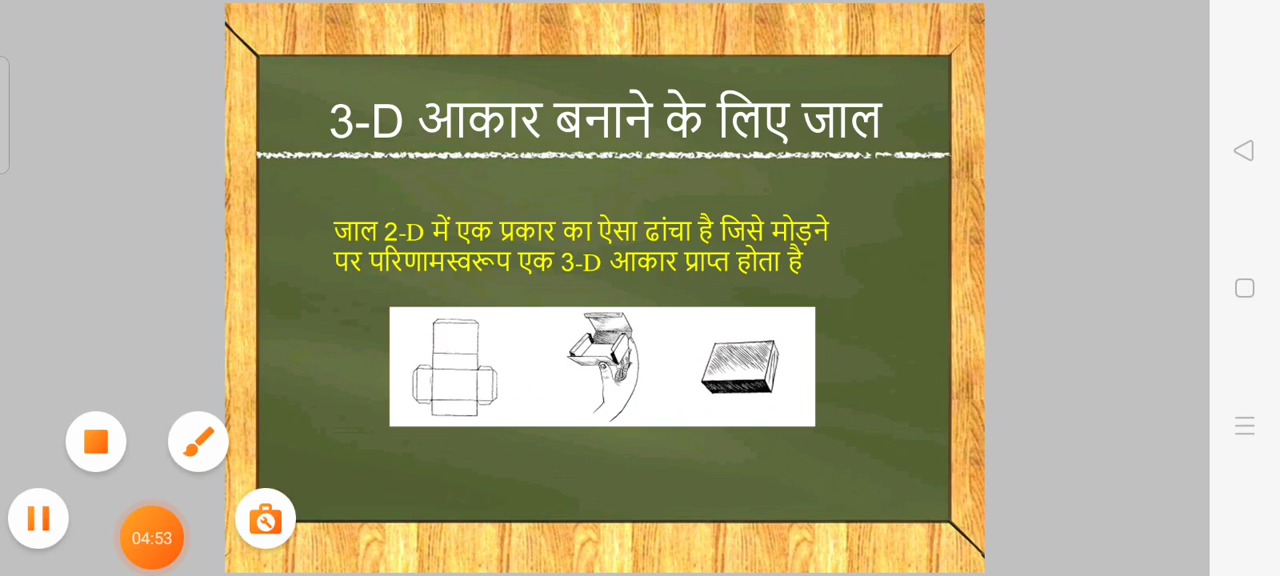 3-D आकार बनाने के लिए जाल
जाल 2-D में एक प्रकार का ऐसा ढांचा है जिसे मोड़ने
पर परिणामस्वरूप एक 3-D आकार प्राप्त होता है
04:53